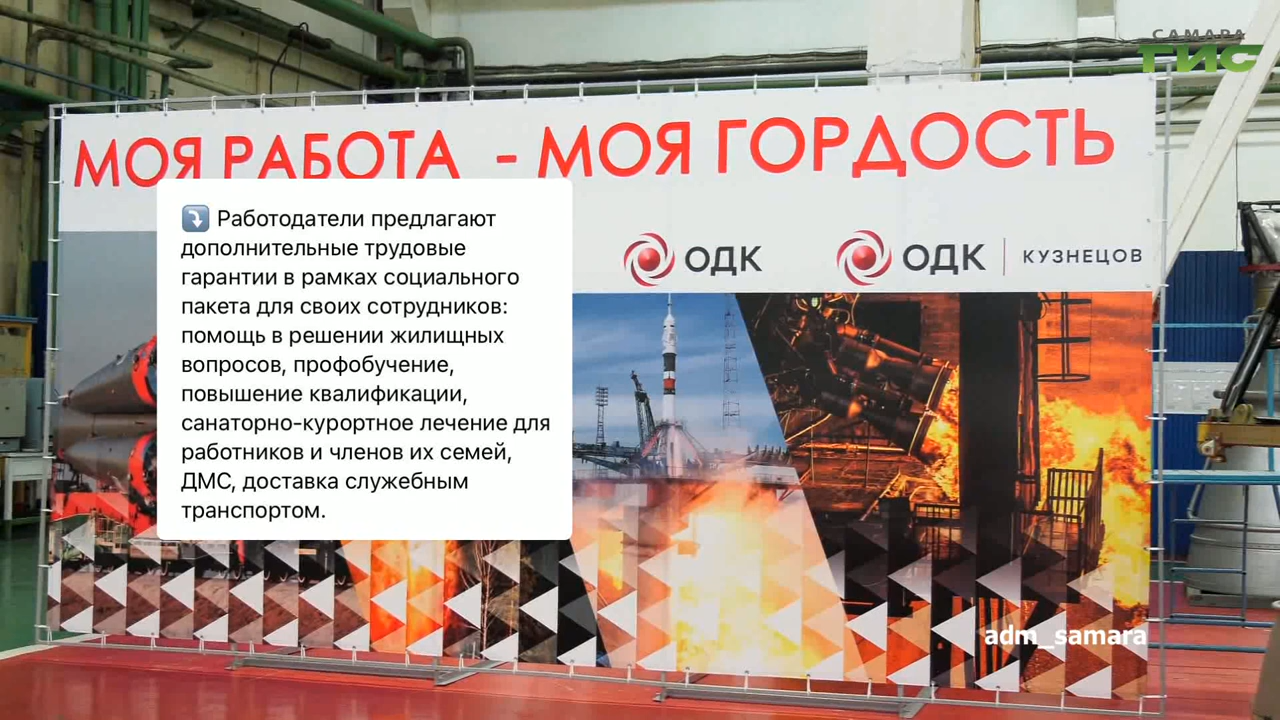 САМАРА
ГИС
МОЯ РАБОТА - МОЯ ГОРДОСТЬ
ОДК
ОДК | КУЗНЕЦОВ
⤵️ Работодатели предлагают
дополнительные трудовые
гарантии в рамках социального
пакета для своих сотрудников:
помощь в решении жилищных
вопросов, профобучение,
повышение квалификации,
санаторно-курортное лечение для
работников и членов их семей,
ДМС, доставка служебным
транспортом.
adm_samara